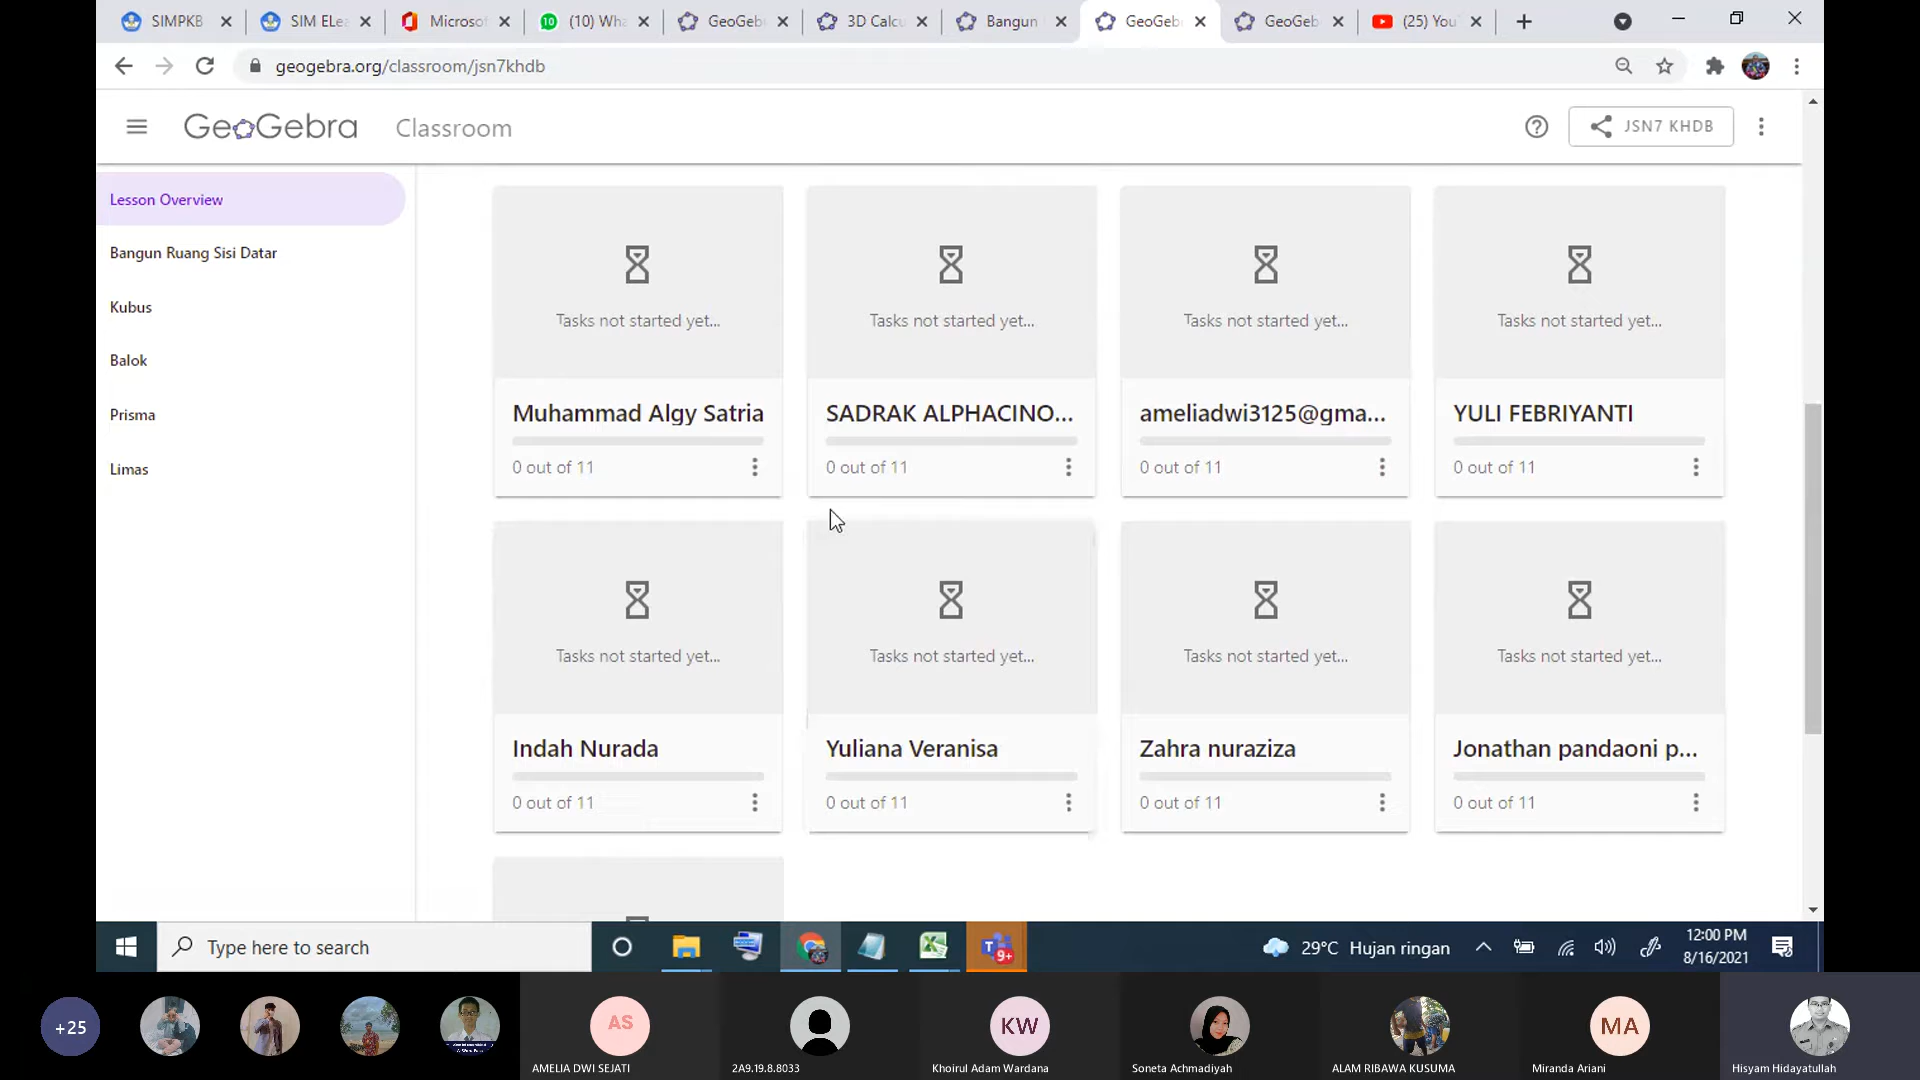 SIMPKB
SIM ELea
Microsof
(10) Wha
GeoGeb
3D Calcu
Bangun
GeoGeb
GeoGeb
(25) You
geogebra.org/classroom/jsn7khdb
GeoGebra
Classroom
JSN7 KHDB
Lesson Overview
Bangun Ruang Sisi Datar
Kubus
Balok
Prisma
Limas
Tasks not started yet...
Tasks not started yet...
Tasks not started yet...
Tasks not started yet...
Muhammad Algy Satria
SADRAK ALPHACINO...
ameliadwi3125@gma...
YULI FEBRIYANTI
0 out of 11
0 out of 11
0 out of 11
0 out of 11
Tasks not started yet...
Tasks not started yet...
Tasks not started yet...
Tasks not started yet...
Indah Nurada
Yuliana Veranisa
Zahra nuraziza
Jonathan pandaoni p...
0 out of 11
0 out of 11
0 out of 11
0 out of 11
Type here to search
9+
29°C Hujan ringan
12:00 PM
8/16/2021
+25
AS
KW
MA
AMELIA DWI SEJATI
2A9.19.8.8033
Khoirul Adam Wardana
Soneta Achmadiyah
ALAM RIBAWA KUSUMA
Miranda Ariani
Hisyam Hidayatullah